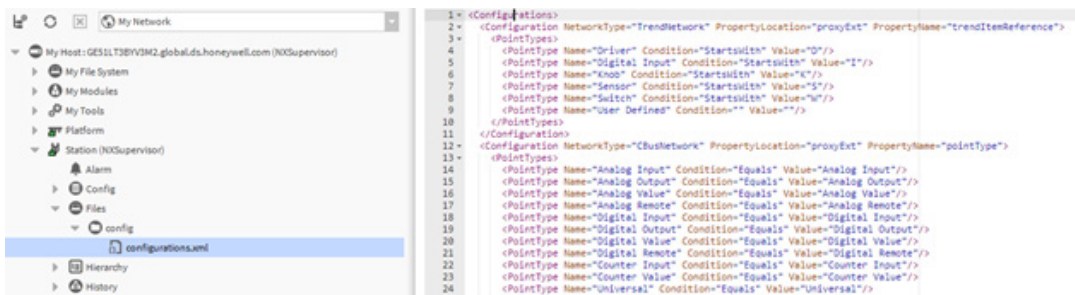 My Network
My Host : GE51LT3BYV3M2.global.ds.honeywell.com (NXSupervisor)
My File System
My Modules
My Tools
Platform
Station (NXSupervisor)
Alarm
Config
Files
config
configurations.xml
Hierarchy
History
1 <Configurations>
2 <Configuration NetworkType="TrendNetwork" PropertyLocation="proxyExt" PropertyName="trendItemReference">
3 <PointTypes>
4 <PointType Name="Driver" Condition="StartsWith" Value="D"/>
5 <PointType Name="Digital Input" Condition="StartsWith" Value="I"/>
6 <PointType Name="Knob" Condition="StartsWith" Value="K"/>
7 <PointType Name="Sensor" Condition="StartsWith" Value="S"/>
8 <PointType Name="Switch" Condition="StartsWith" Value="W"/>
9 <PointType Name="User Defined" Condition="" Value=""/>
10 </PointTypes>
11 </Configuration>
12 <Configuration NetworkType="CBusNetwork" PropertyLocation="proxyExt" PropertyName="pointType">
13 <PointTypes>
14 <PointType Name="Analog Input" Condition="Equals" Value="Analog Input"/>
15 <PointType Name="Analog Output" Condition="Equals" Value="Analog Output"/>
16 <PointType Name="Analog Value" Condition="Equals" Value="Analog Value"/>
17 <PointType Name="Analog Remote" Condition="Equals" Value="Analog Remote"/>
18 <PointType Name="Digital Input" Condition="Equals" Value="Digital Input"/>
19 <PointType Name="Digital Output" Condition="Equals" Value="Digital Output"/>
20 <PointType Name="Digital Value" Condition="Equals" Value="Digital Value"/>
21 <PointType Name="Digital Remote" Condition="Equals" Value="Digital Remote"/>
22 <PointType Name="Counter Input" Condition="Equals" Value="Counter Input"/>
23 <PointType Name="Counter Value" Condition="Equals" Value="Counter Value"/>
24 <PointType Name="Universal" Condition="Equals" Value="Universal"/>